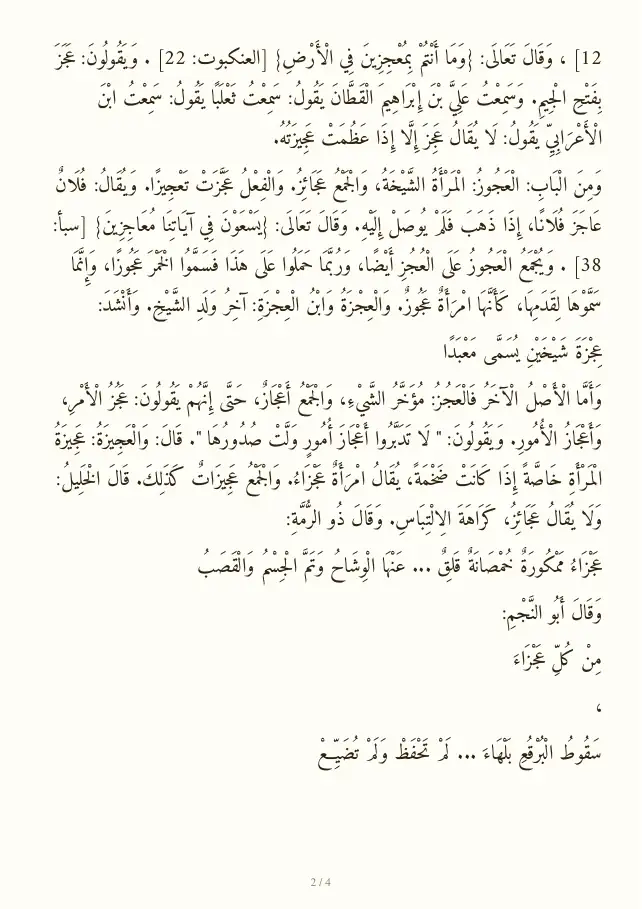 12] ، وَقَالَ تَعَالَى: {وَمَا أَنْتُمْ بِمُعْجِزِينَ فِي الْأَرْضِ} [العنكبوت: 22] . وَيَقُولُونَ: عَجَزَ
بِفَتْحِ الْجِيمِ. وَسَمِعْتُ عَلِيَّ بْنَ إِبْرَاهِيمَ الْقَطَّانَ يَقُولُ: سَمِعْتُ ثَعْلَبًا يَقُولُ: سَمِعْتُ ابْنَ
الْأَعْرَابِيِّ يَقُولُ: لَا يُقَالُ عَجِزَ إِلَّا إِذَا عَظُمَتْ عَجِيزَتُهُ.
وَمِنَ الْبَابِ: الْعَجُوزُ: الْمَرْأَةُ الشَّيْخَةُ، وَالْجَمْعُ عَجَائِزُ. وَالْفِعْلُ عَجَّزَتْ تَعْجِيزًا. وَيُقَالُ: فُلَانٌ
عَاجَزَ فُلَانًا، إِذَا ذَهَبَ فَلَمْ يُوصَلْ إِلَيْهِ. وَقَالَ تَعَالَى: {يَسْعَوْنَ فِي آيَاتِنَا مُعَاجِزِينَ} [سبأ:
38] . وَيُجْمَعُ الْعَجُوزُ عَلَى الْعُجُزِ أَيْضًا، وَرُبَّمَا حَمَلُوا عَلَى هذَا فَسَمَّوُا الْخَمْرَ عَجُوزًا، وَإِنَّمَا
سَمَّوْهَا لِقِدَمِهَا، كَأَنَّهَا امْرَأَةٌ عَجُوزٌ. وَالْعِجْزَةُ وَابْنُ الْعِجْزَةِ: آخِرُ وَلَدِ الشَّيْخِ. وَأَنْشَدَ:
عِجْزَةَ شَيْخَيْنِ يُسَمَّى مَعْبَدًا
وَأَمَّا الْأَصْلُ الْآخَرُ فَالْعَجُزُ: مُؤَخَّرُ الشَّيْءِ، وَالْجَمْعُ أَعْجَازٌ، حَتَّى إِنَّهُمْ يَقُولُونَ: عَجُزُ الْأَمْرِ،
وَأَعْجَازُ الْأُمُورِ. وَيَقُولُونَ: " لَا تَدَبَّرُوا أَعْجَازَ أُمُورٍ وَلَّتْ صُدُورُهَا ". قَالَ: وَالْعَجِيزَةُ: عَجِيزَةُ
الْمَرْأَةِ خَاصَّةً إِذَا كَانَتْ ضَخْمَةً، يُقَالُ امْرَأَةٌ عَجْزَاءُ. وَالْجَمْعُ عَجِيزَاتٌ كَذَلِكَ. قَالَ الْخَلِيلُ:
وَلَا يُقَالُ عَجَائِزُ، كَرَاهَةَ الِالْتِبَاسِ. وَقَالَ ذُو الرُّمَّةِ:
عَجْزَاءُ مَمْكُورَةٌ خُمْصَانَةٌ قَلِقٌ ... عَنْهَا الْوِشَاحُ وَتَمَّ الْجِسْمُ وَالْقَصَبُ
وَقَالَ أَبُو النَّجْمِ:
مِنْ كُلِّ عَجْزَاءَ
،
سَقُوطُ الْبُرْقُعِ بَلْهَاءَ ... لَمْ تَحْفَظْ وَلَمْ تُضَيِّعْ
2 / 4